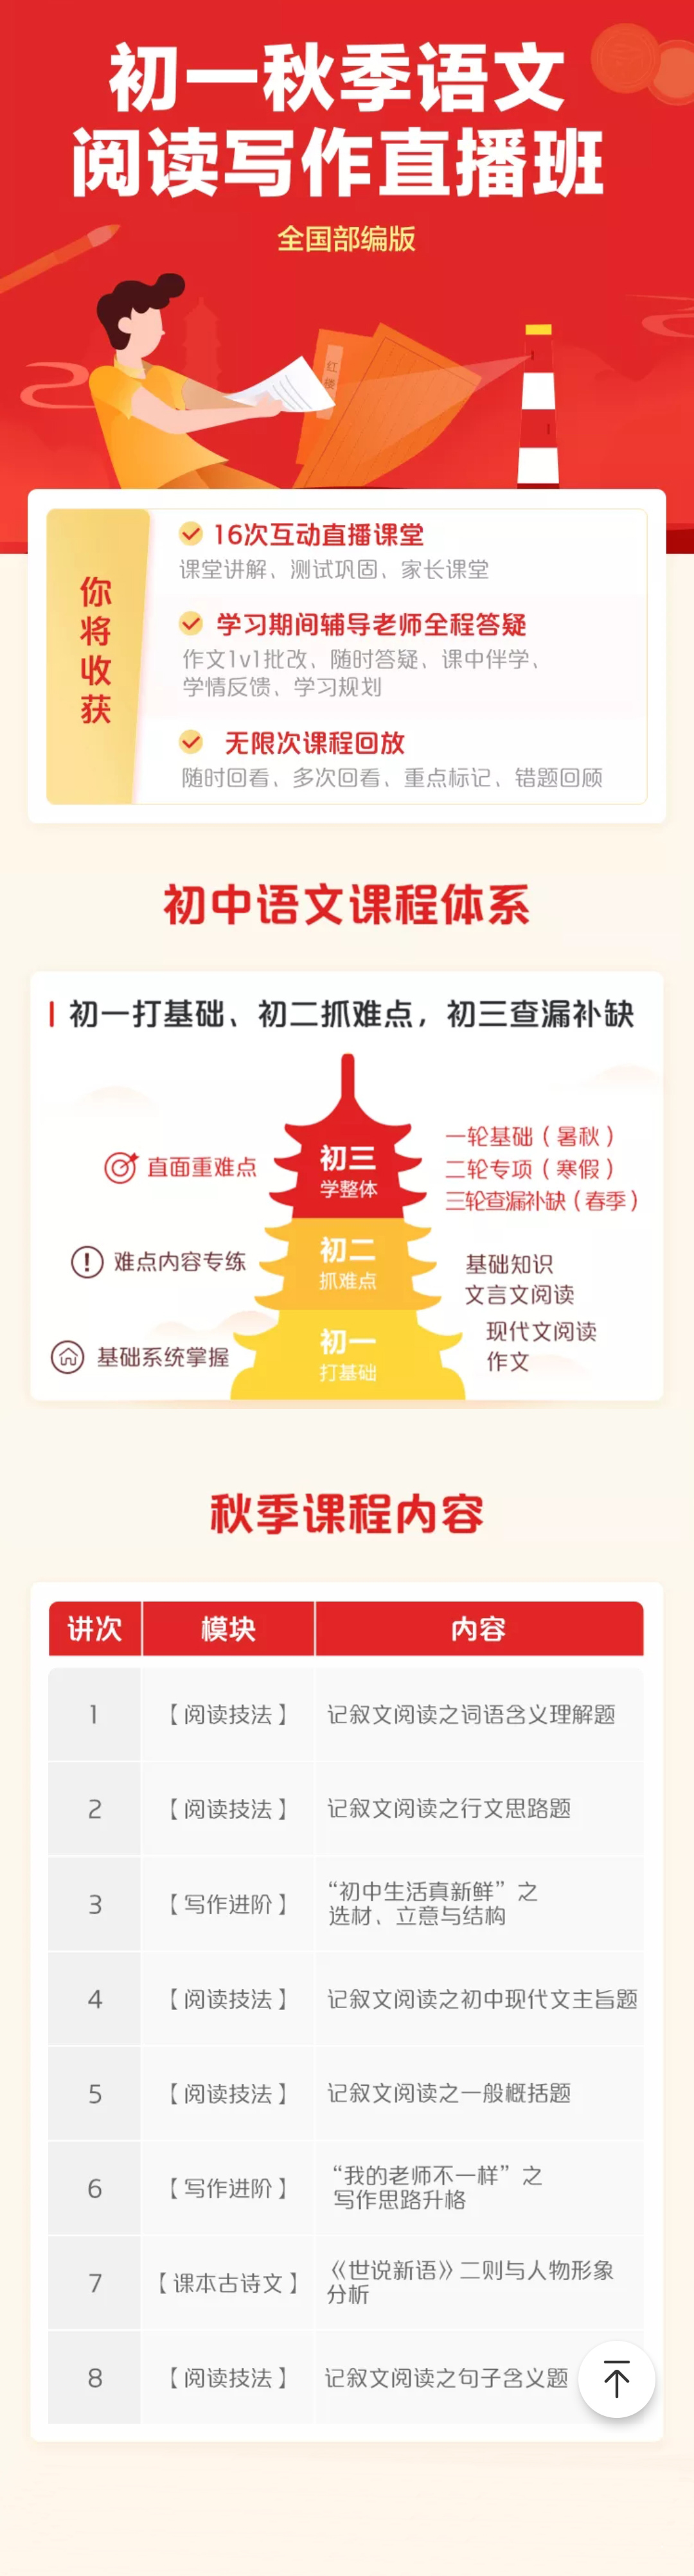 初一秋季语文
阅读写作直播班
全国部编版
红
楼
你将收获
16次互动直播课堂
课堂讲解、测试巩固、家长课堂
学习期间辅导老师全程答疑
作文1v1批改、随时答疑、课中伴学、
学情反馈、学习规划
无限次课程回放
随时回看、多次回看、重点标记、错题回顾
初中语文课程体系
初一打基础、初二抓难点，初三查漏补缺
直面重难点
初三
学整体
一轮基础（暑秋）
二轮专项（寒假）
三轮查漏补缺（春季）
难点内容专练
初二
抓难点
基础知识
文言文阅读
基础系统掌握
初一
打基础
现代文阅读
作文
秋季课程内容
讲次 模块 内容
1 【阅读技法】 记叙文阅读之词语含义理解题
2 【阅读技法】 记叙文阅读之行文思路题
3 【写作进阶】 “初中生活真新鲜”之
选材、立意与结构
4 【阅读技法】 记叙文阅读之初中现代文主旨题
5 【阅读技法】 记叙文阅读之一般概括题
6 【写作进阶】 “我的老师不一样”之
写作思路升格
7 【课本古诗文】 《世说新语》二则与人物形象
分析
8 【阅读技法】 记叙文阅读之句子含义题